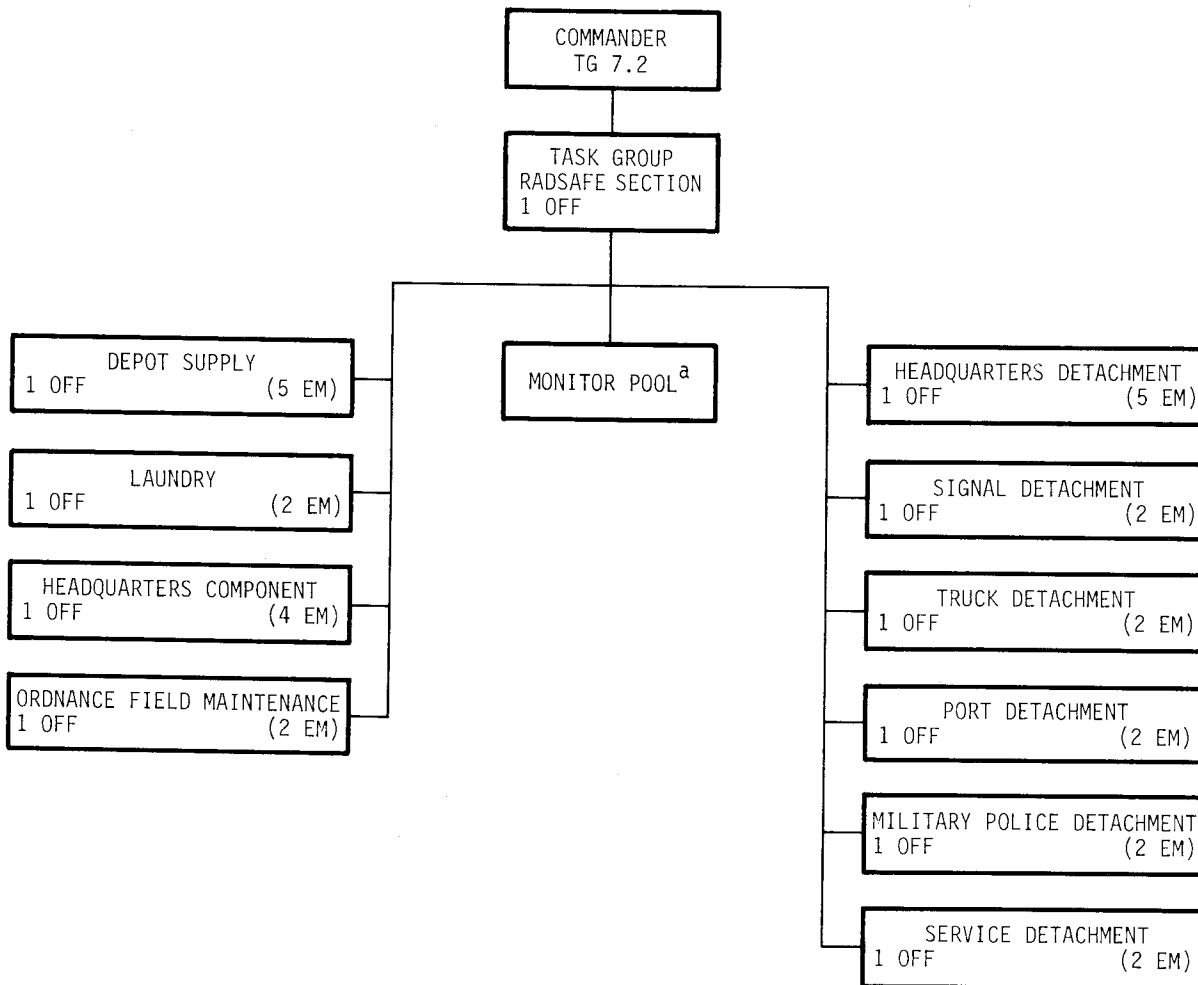 COMMANDER
TG 7.2
TASK GROUP
RADSAFE SECTION
1 OFF
MONITOR POOL a
DEPOT SUPPLY
1 OFF (5 EM)
LAUNDRY
1 OFF (2 EM)
HEADQUARTERS COMPONENT
1 OFF (4 EM)
ORDNANCE FIELD MAINTENANCE
1 OFF (2 EM)
HEADQUARTERS DETACHMENT
1 OFF (5 EM)
SIGNAL DETACHMENT
1 OFF (2 EM)
TRUCK DETACHMENT
1 OFF (2 EM)
PORT DETACHMENT
1 OFF (2 EM)
MILITARY POLICE DETACHMENT
1 OFF (2 EM)
SERVICE DETACHMENT
1 OFF (2 EM)